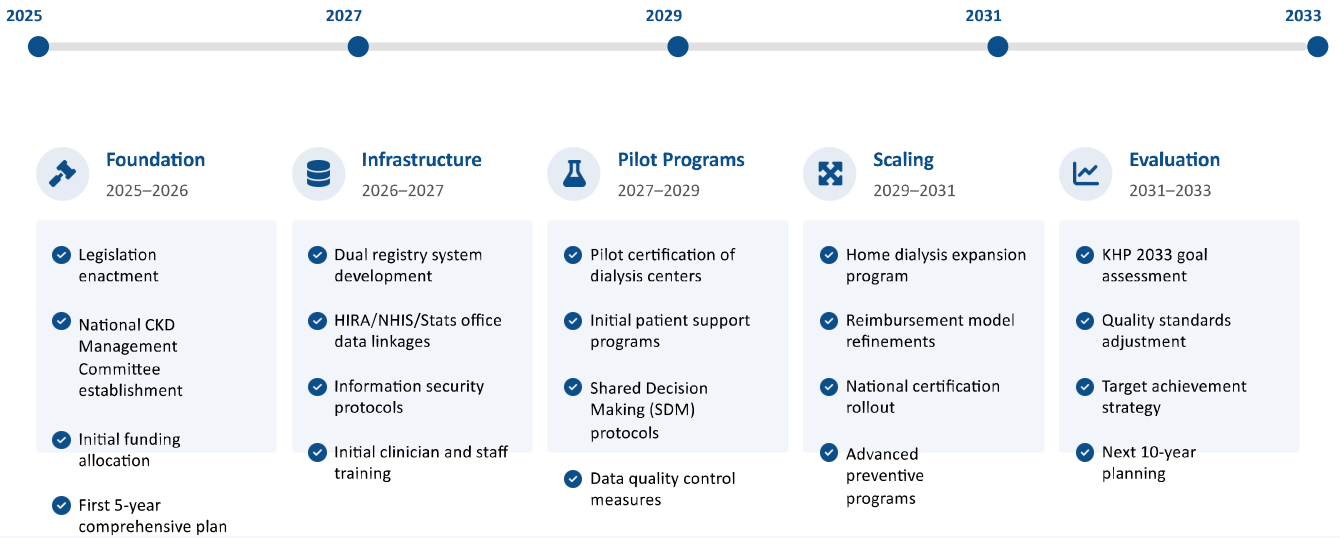 2025
2027
2029
2031
2033
Foundation
2025–2026
Legislation
enactment
National CKD
Management
Committee
establishment
Initial funding
allocation
First 5-year
comprehensive plan
Infrastructure
2026–2027
Dual registry system
development
HIRA/NHIS/Stats office
data linkages
Information security
protocols
Initial clinician and staff
training
Pilot Programs
2027–2029
Pilot certification of
dialysis centers
Initial patient support
programs
Shared Decision
Making (SDM)
protocols
Data quality control
measures
Scaling
2029–2031
Home dialysis expansion
program
Reimbursement model
refinements
National certification
rollout
Advanced
preventive
programs
Evaluation
2031–2033
KHP 2033 goal
assessment
Quality standards
adjustment
Target achievement
strategy
Next 10-year
planning